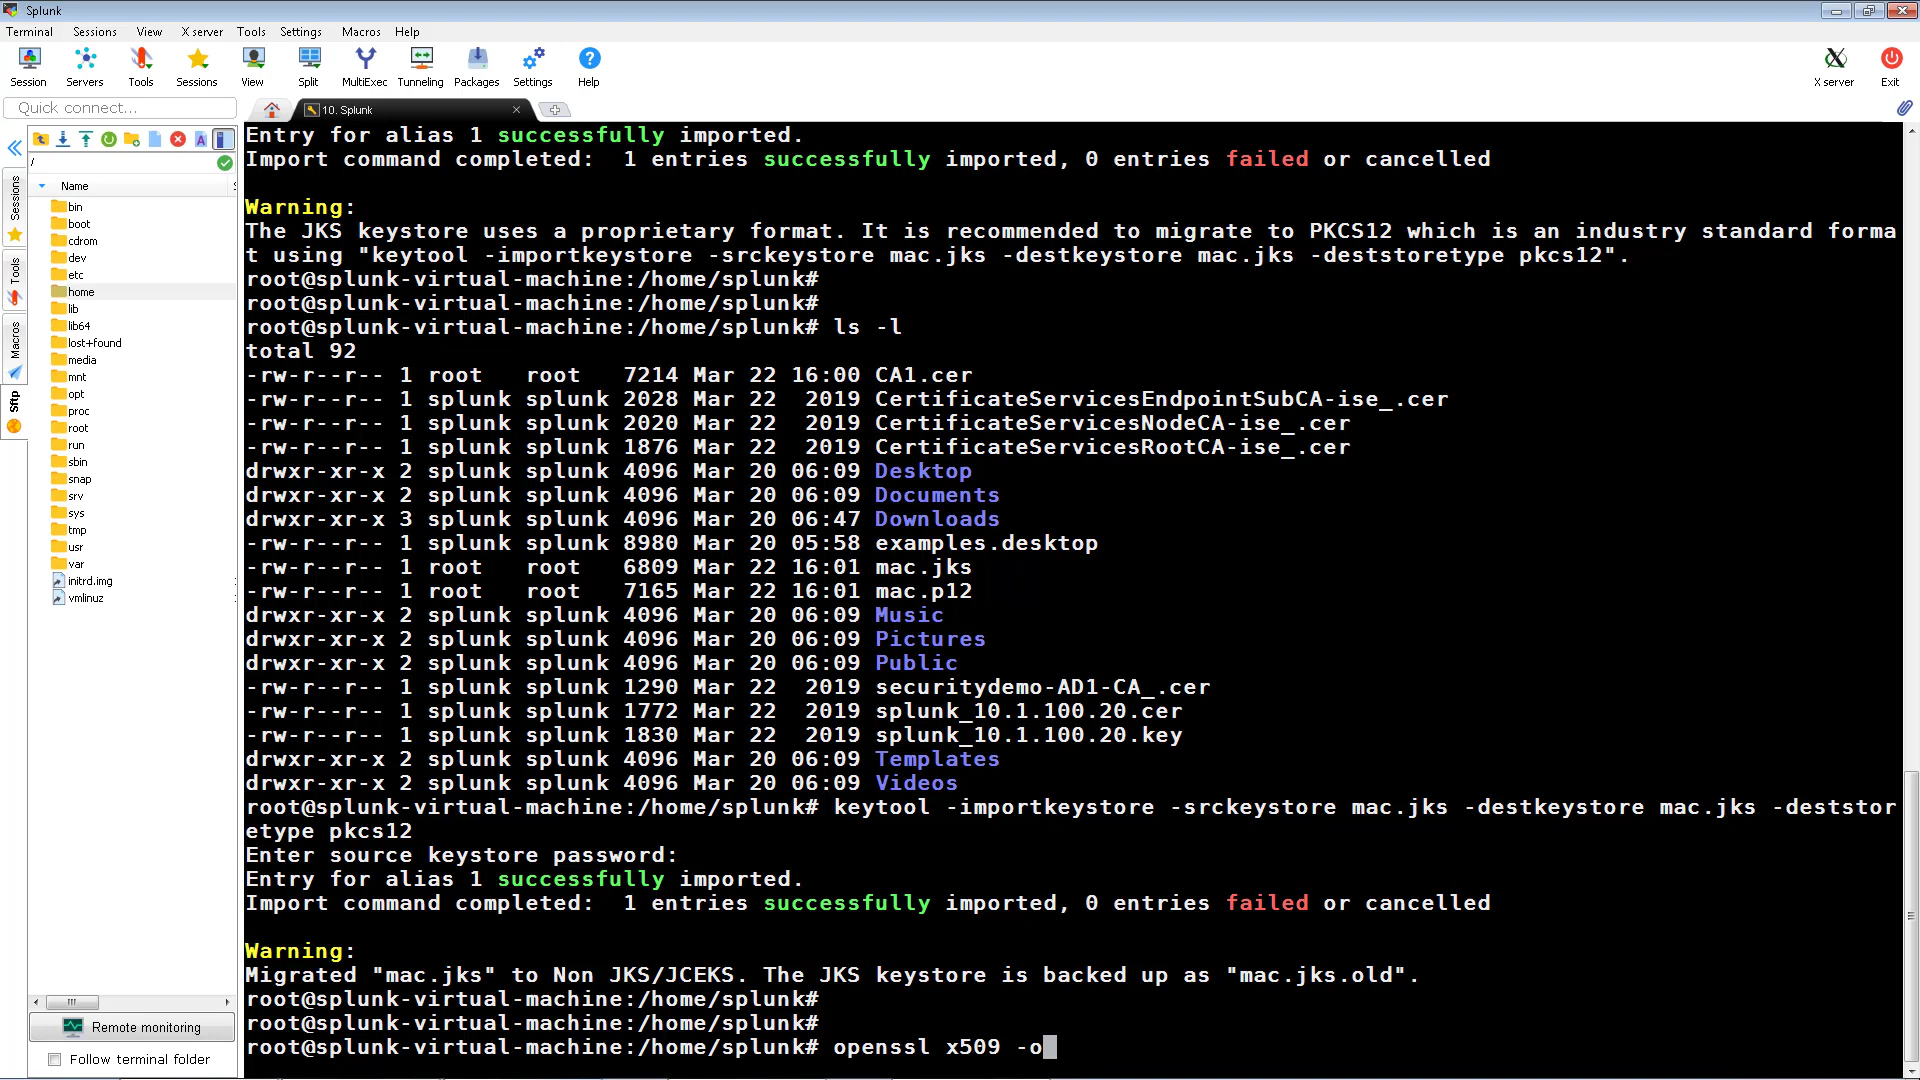 Splunk
Terminal Sessions View X server Tools Settings Macros Help
Session Servers Tools Sessions View Split MultiExec Tunneling Packages Settings Help X server Exit
Quick connect...
10. Splunk
/
Name
bin
boot
cdrom
dev
etc
home
lib
lib64
lost+found
media
mnt
opt
proc
root
run
sbin
snap
srv
sys
tmp
usr
var
initrd.img
vmlinuz
Sessions
Tools
Macros
Sftp
Remote monitoring
Follow terminal folder
Entry for alias 1 successfully imported.
Import command completed:  1 entries successfully imported, 0 entries failed or cancelled
Warning:
The JKS keystore uses a proprietary format. It is recommended to migrate to PKCS12 which is an industry standard forma
t using "keytool -importkeystore -srckeystore mac.jks -destkeystore mac.jks -deststoretype pkcs12".
root@splunk-virtual-machine:/home/splunk#
root@splunk-virtual-machine:/home/splunk#
root@splunk-virtual-machine:/home/splunk# ls -l
total 92
-rw-r--r-- 1 root   root   7214 Mar 22 16:00 CA1.cer
-rw-r--r-- 1 splunk splunk 2028 Mar 22  2019 CertificateServicesEndpointSubCA-ise_.cer
-rw-r--r-- 1 splunk splunk 2020 Mar 22  2019 CertificateServicesNodeCA-ise_.cer
-rw-r--r-- 1 splunk splunk 1876 Mar 22  2019 CertificateServicesRootCA-ise_.cer
drwxr-xr-x 2 splunk splunk 4096 Mar 20 06:09 Desktop
drwxr-xr-x 2 splunk splunk 4096 Mar 20 06:09 Documents
drwxr-xr-x 3 splunk splunk 4096 Mar 20 06:47 Downloads
-rw-r--r-- 1 splunk splunk 8980 Mar 20 05:58 examples.desktop
-rw-r--r-- 1 root   root   6809 Mar 22 16:01 mac.jks
-rw-r--r-- 1 root   root   7165 Mar 22 16:01 mac.p12
drwxr-xr-x 2 splunk splunk 4096 Mar 20 06:09 Music
drwxr-xr-x 2 splunk splunk 4096 Mar 20 06:09 Pictures
drwxr-xr-x 2 splunk splunk 4096 Mar 20 06:09 Public
-rw-r--r-- 1 splunk splunk 1290 Mar 22  2019 securitydemo-AD1-CA_.cer
-rw-r--r-- 1 splunk splunk 1772 Mar 22  2019 splunk_10.1.100.20.cer
-rw-r--r-- 1 splunk splunk 1830 Mar 22  2019 splunk_10.1.100.20.key
drwxr-xr-x 2 splunk splunk 4096 Mar 20 06:09 Templates
drwxr-xr-x 2 splunk splunk 4096 Mar 20 06:09 Videos
root@splunk-virtual-machine:/home/splunk# keytool -importkeystore -srckeystore mac.jks -destkeystore mac.jks -deststor
etype pkcs12
Enter source keystore password:
Entry for alias 1 successfully imported.
Import command completed:  1 entries successfully imported, 0 entries failed or cancelled
Warning:
Migrated "mac.jks" to Non JKS/JCEKS. The JKS keystore is backed up as "mac.jks.old".
root@splunk-virtual-machine:/home/splunk#
root@splunk-virtual-machine:/home/splunk#
root@splunk-virtual-machine:/home/splunk# openssl x509 -o